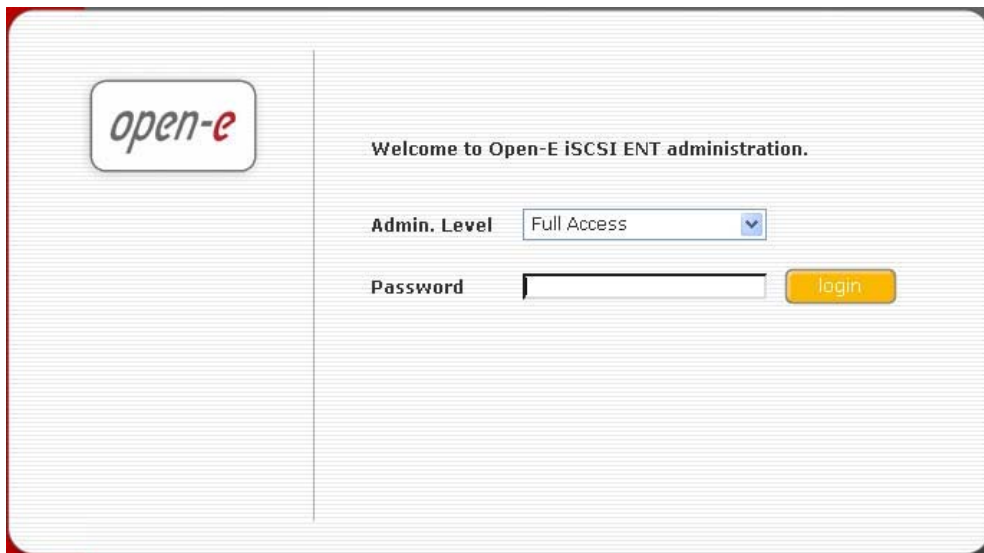 open-e
Welcome to Open-E iSCSI ENT administration.
Admin. Level Full Access
Password login